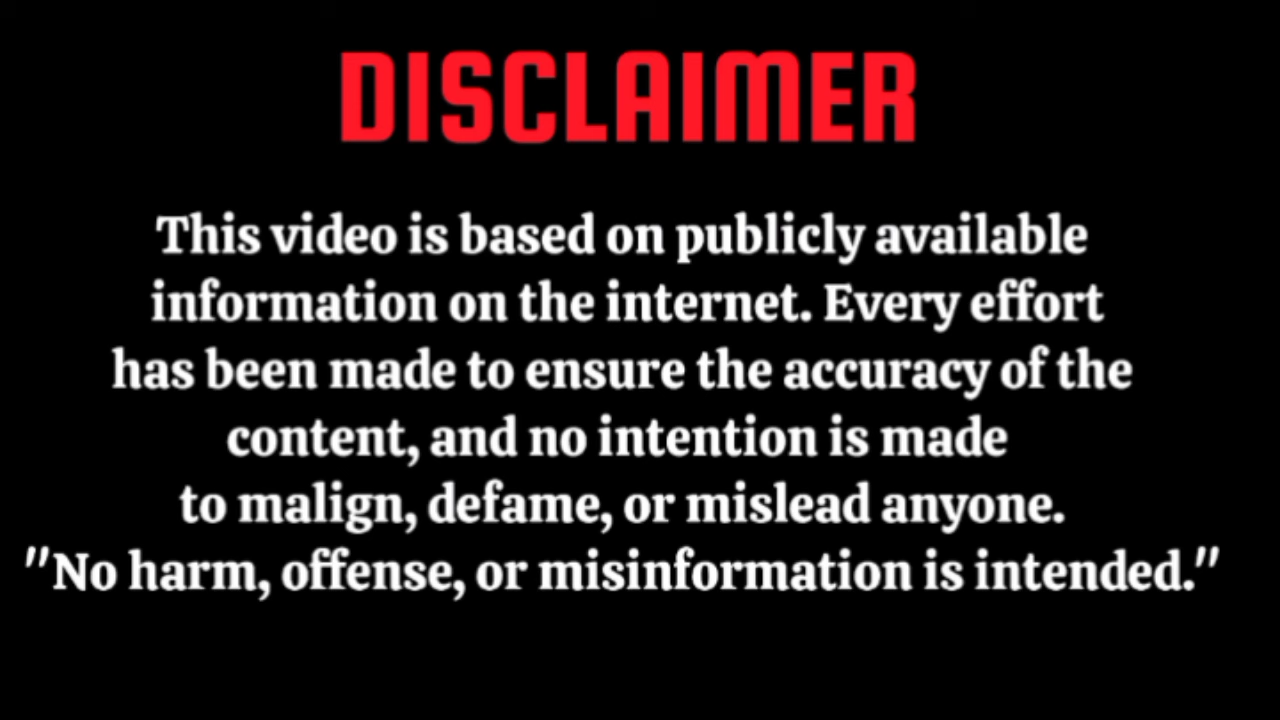 DISCLAIMER
This video is based on publicly available
information on the internet. Every effort
has been made to ensure the accuracy of the
content, and no intention is made
to malign, defame, or mislead anyone.
"No harm, offense, or misinformation is intended."